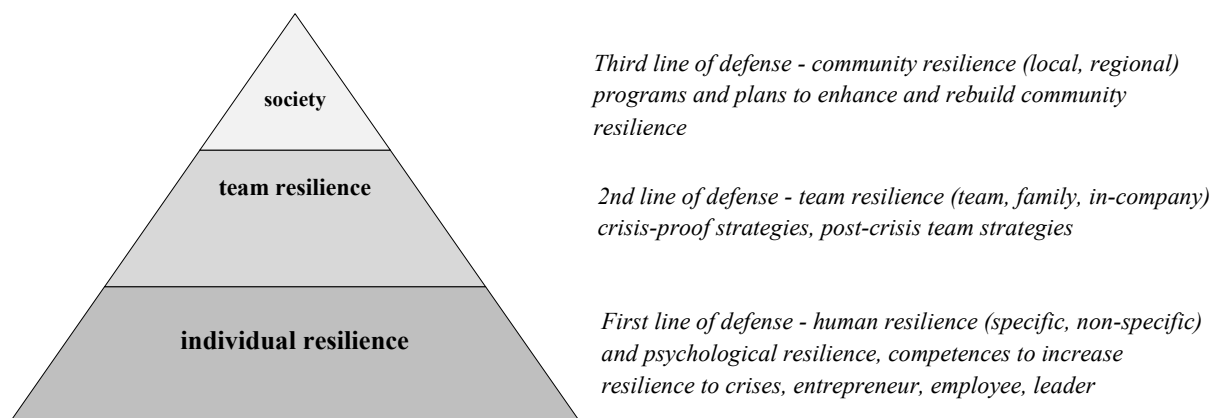 society
Third line of defense - community resilience (local, regional)
programs and plans to enhance and rebuild community
resilience
team resilience
2nd line of defense - team resilience (team, family, in-company)
crisis-proof strategies, post-crisis team strategies
individual resilience
First line of defense - human resilience (specific, non-specific)
and psychological resilience, competences to increase
resilience to crises, entrepreneur, employee, leader